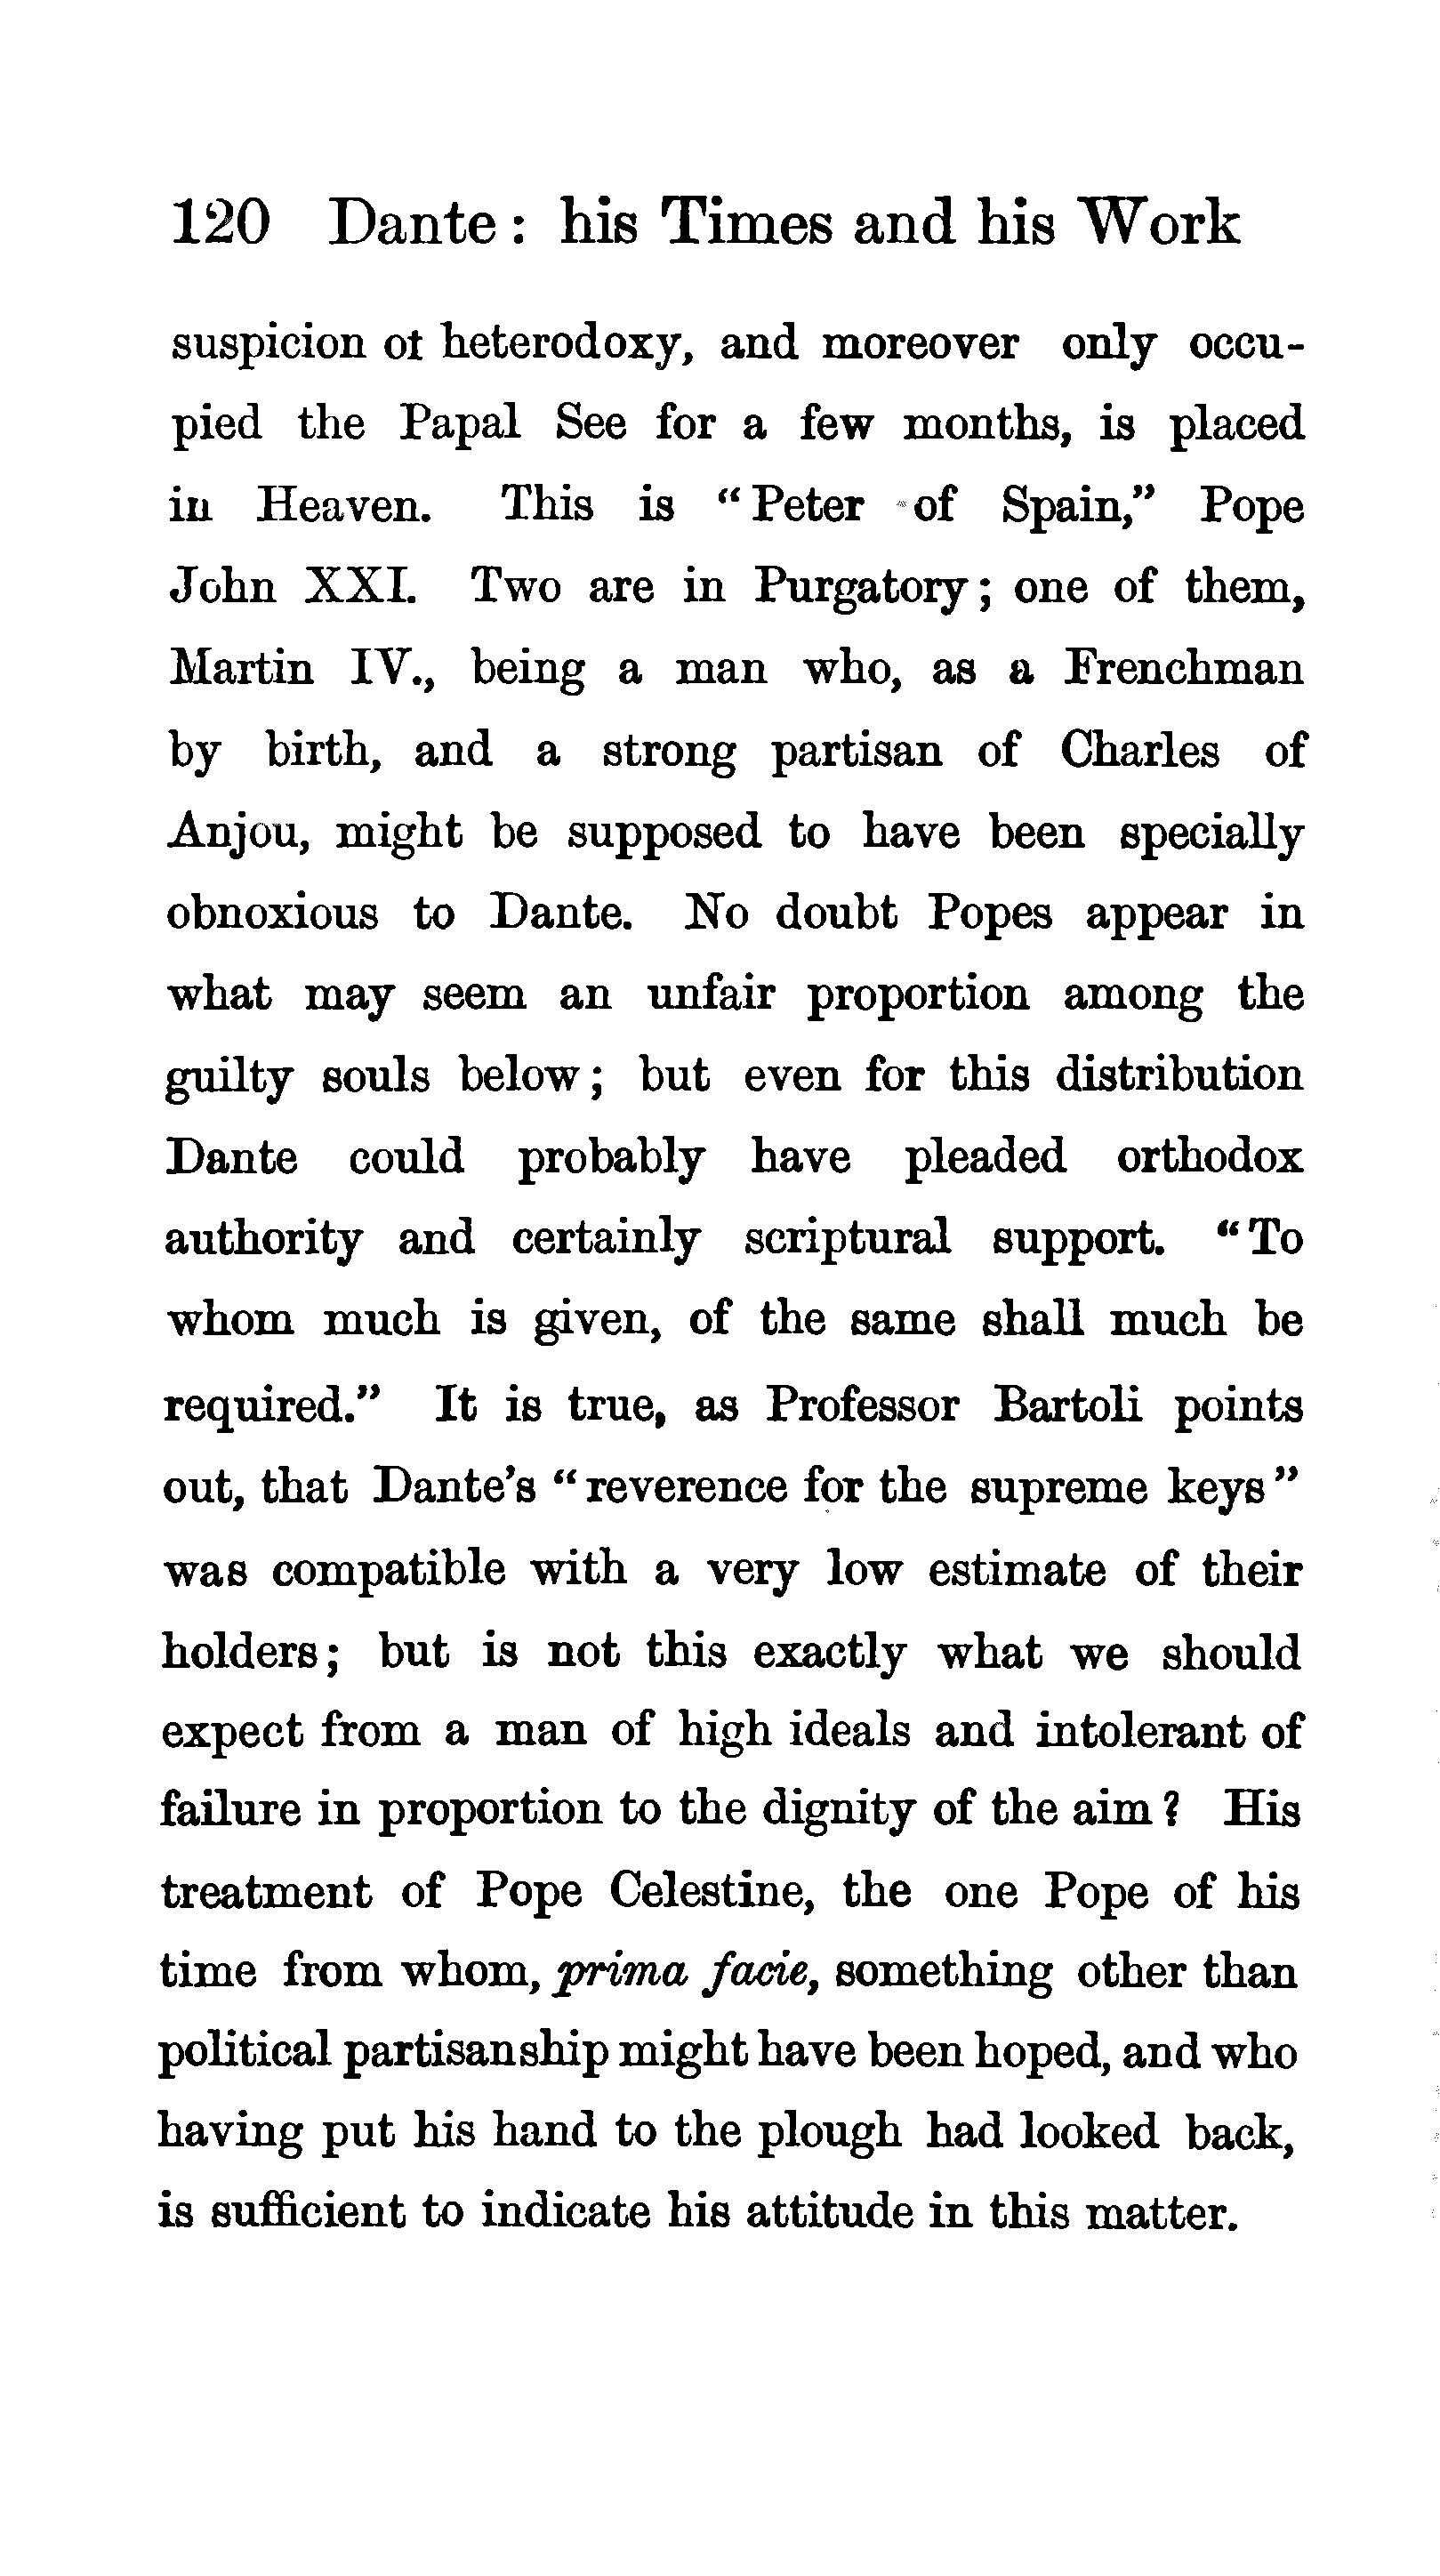 120 Dante: his Times and his Work
suspicion of heterodoxy, and moreover only occu-
pied the Papal See for a few months, is placed
in Heaven. This is “Peter of Spain,” Pope
John XXI. Two are in Purgatory; one of them,
Martin IV., being a man who, as a Frenchman
by birth, and a strong partisan of Charles of
Anjou, might be supposed to have been specially
obnoxious to Dante. No doubt Popes appear in
what may seem an unfair proportion among the
guilty souls below; but even for this distribution
Dante could probably have pleaded orthodox
authority and certainly scriptural support. “To
whom much is given, of the same shall much be
required.” It is true, as Professor Bartoli points
out, that Dante’s “reverence for the supreme keys”
was compatible with a very low estimate of their
holders; but is not this exactly what we should
expect from a man of high ideals and intolerant of
failure in proportion to the dignity of the aim? His
treatment of Pope Celestine, the one Pope of his
time from whom, prima facie, something other than
political partisanship might have been hoped, and who
having put his hand to the plough had looked back,
is sufficient to indicate his attitude in this matter.